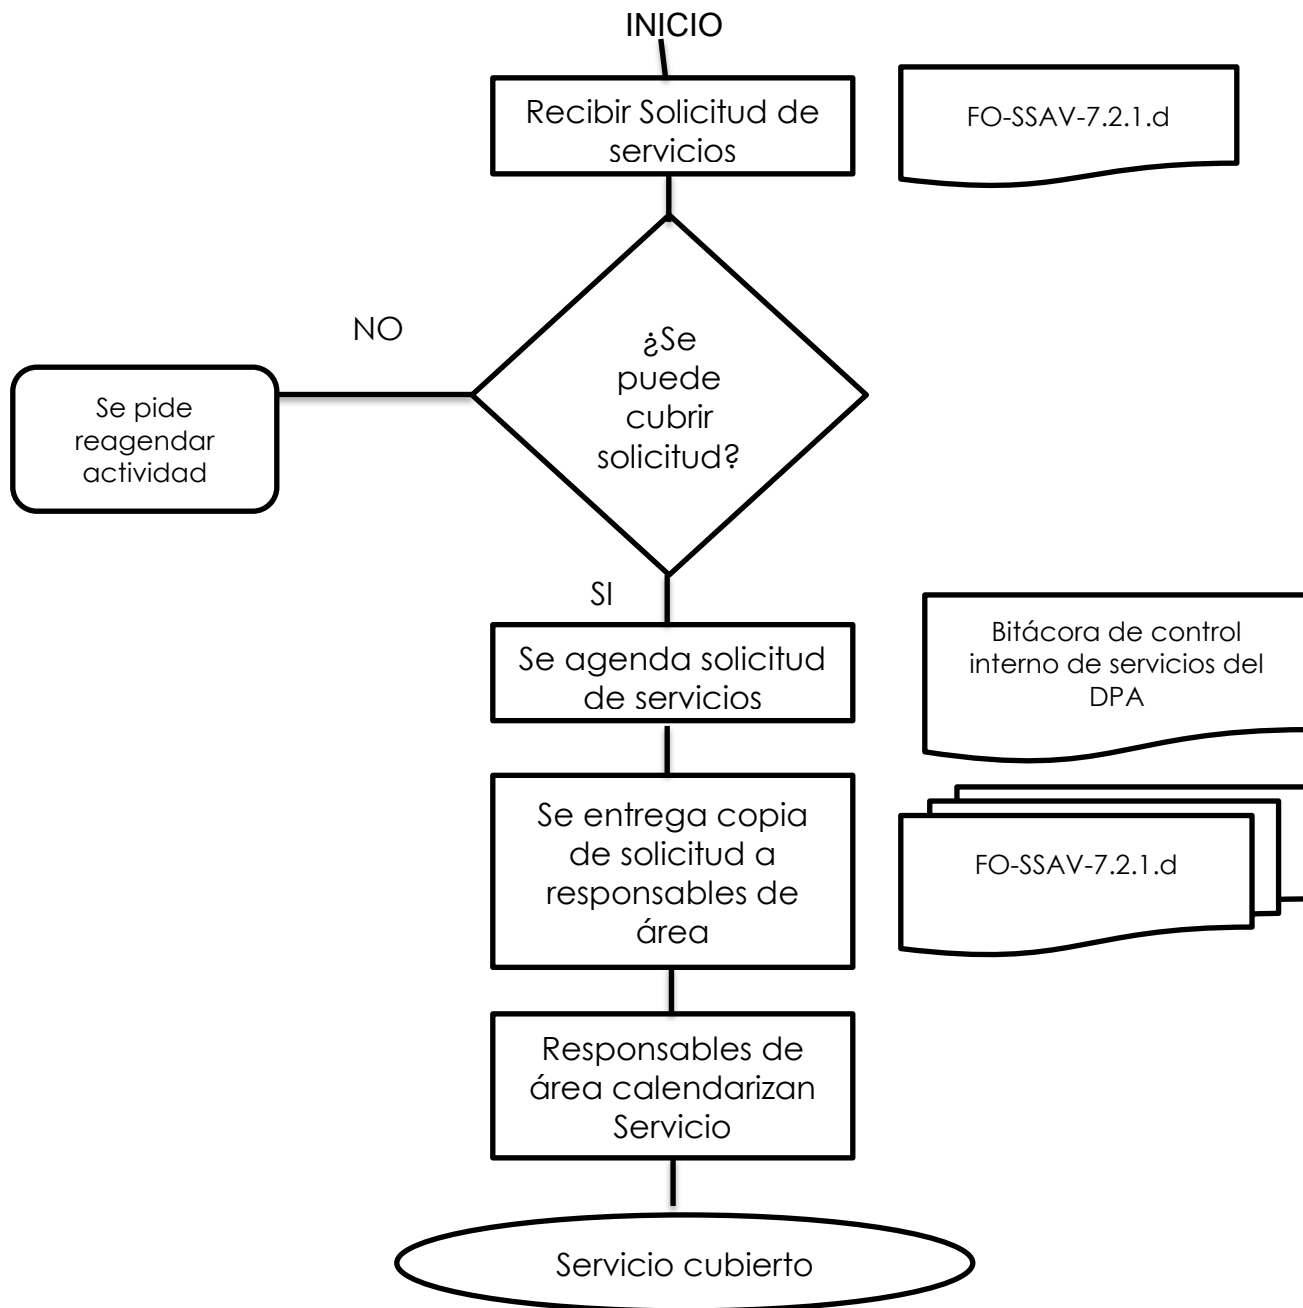 INICIO
Recibir Solicitud de
servicios
FO-SSAV-7.2.1.d
NO
¿Se
puede
cubrir
solicitud?
Se pide
reagendar
actividad
SI
Se agenda solicitud
de servicios
Bitácora de control
interno de servicios del
DPA
Se entrega copia
de solicitud a
responsables de
área
FO-SSAV-7.2.1.d
Responsables de
área calendarizan
Servicio
Servicio cubierto